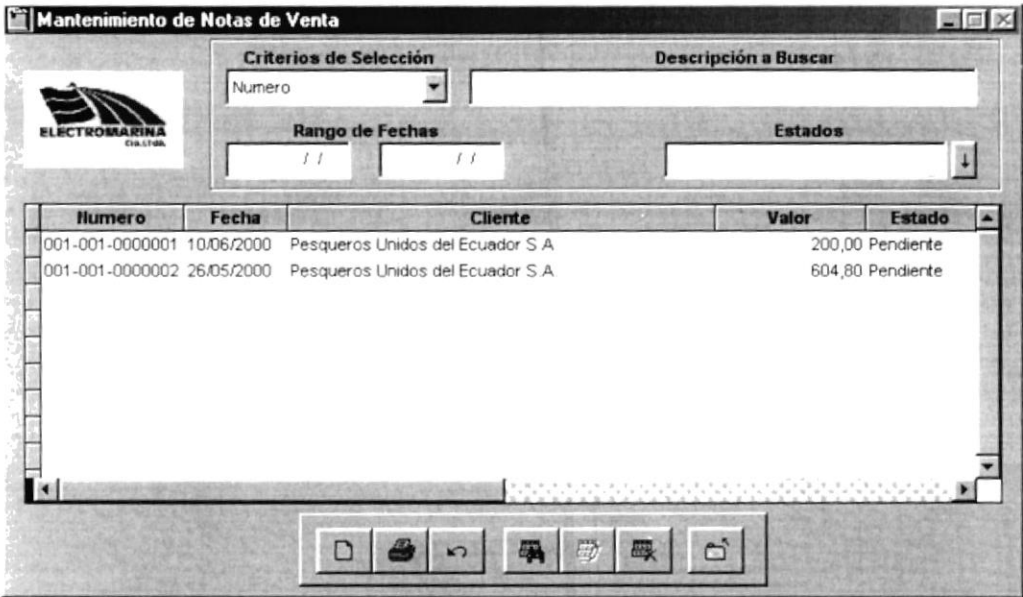 Mantenimiento de Notas de Venta
Criterios de Selección
Descripción a Buscar
Numero
ELECTROMARINA
CIA.LTDA.
Rango de Fechas
Estados
/ /
/ /
Numero Fecha Cliente Valor Estado
001-001-0000001 10/06/2000 Pesqueros Unidos del Ecuador S.A 200,00 Pendiente
001-001-0000002 26/05/2000 Pesqueros Unidos del Ecuador S.A. 604,80 Pendiente